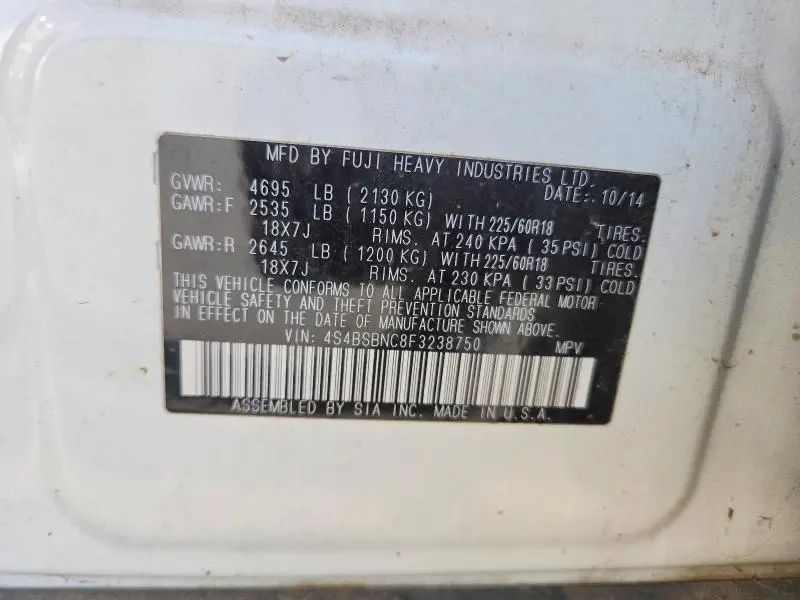 MFD BY FUJI HEAVY INDUSTRIES LTD.
DATE: 10/14
GVWR: 4695 LB (2130 KG)
GAWR:F 2535 LB (1150 KG) WITH 225/60R18 TIRES.
18X7J RIMS. AT 240 KPA (35 PSI) COLD
GAWR:R 2645 LB (1200 KG) WITH 225/60R18 TIRES.
18X7J RIMS. AT 230 KPA (33 PSI) COLD
THIS VEHICLE CONFORMS TO ALL APPLICABLE FEDERAL MOTOR
VEHICLE SAFETY AND THEFT PREVENTION STANDARDS
IN EFFECT ON THE DATE OF MANUFACTURE SHOWN ABOVE.
VIN: 4S4BSBNC8F3238750 MPV
ASSEMBLED BY SIA INC. MADE IN U.S.A.